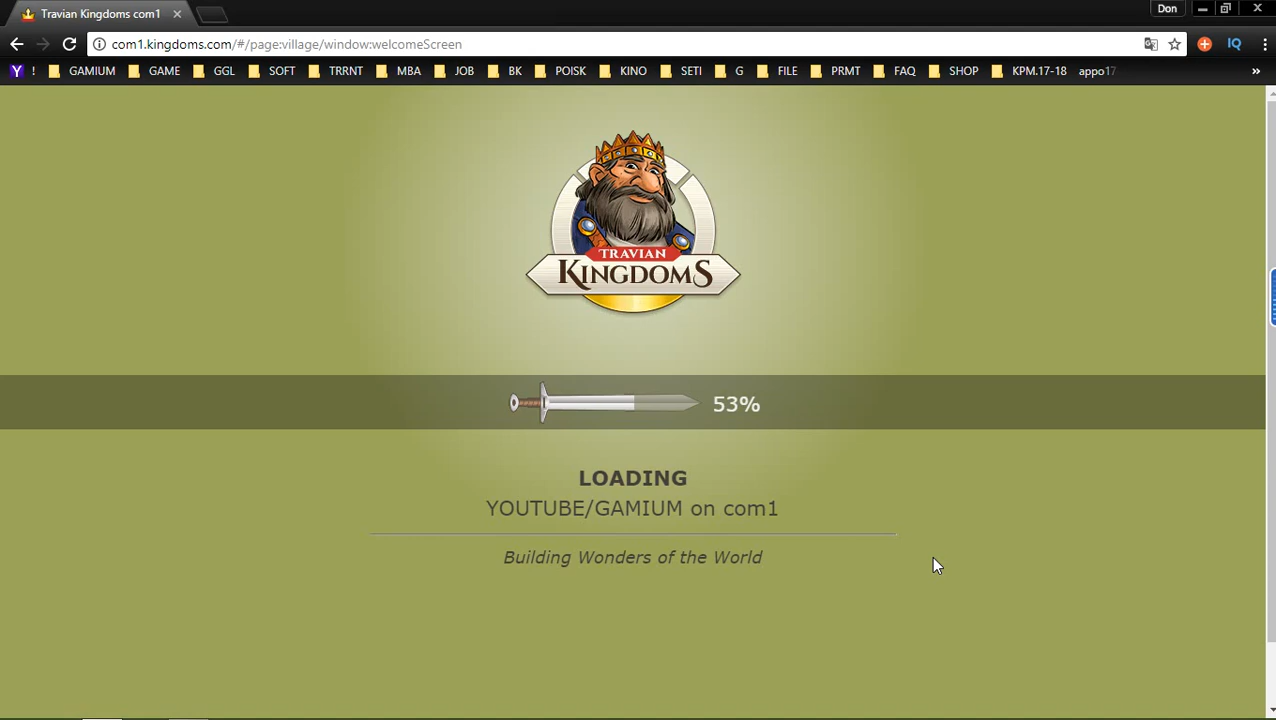 Travian Kingdoms com1
Don
com1.kingdoms.com/#/page:village/window:welcomeScreen
IQ
Y ! GAMIUM GAME GGL SOFT TRRNT MBA JOB BK POISK KINO SETI G FILE PRMT FAQ SHOP KPM.17-18 appo17 »
TRAVIAN
KINGDOMS
53%
LOADING
YOUTUBE/GAMIUM on com1
Building Wonders of the World